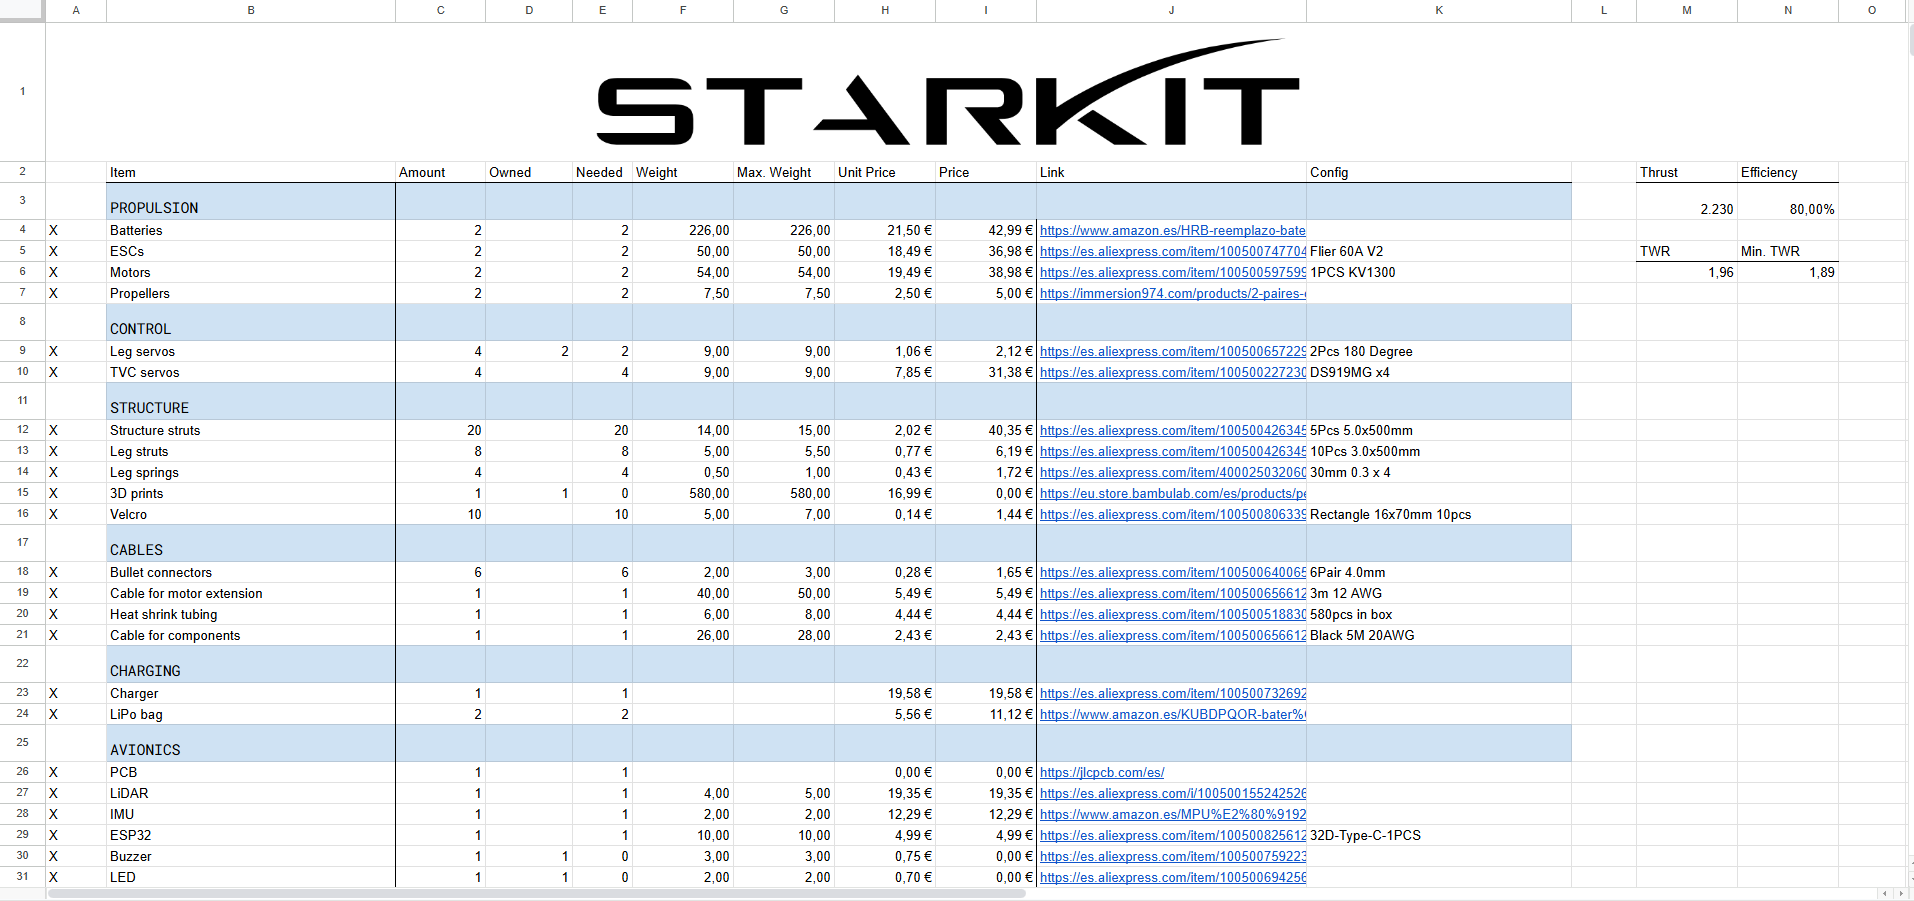 A B C D E F G H I J K L M N O
1 STARKIT
2 Item Amount Owned Needed Weight Max. Weight Unit Price Price Link Config Thrust Efficiency
3 PROPULSION 2.230 80,00%
4 X Batteries 2 2 226,00 226,00 21,50 € 42,99 € https://www.amazon.es/HRB-reemplazo-bate
5 X ESCs 2 2 50,00 50,00 18,49 € 36,98 € https://es.aliexpress.com/item/100500747704 Flier 60A V2 TWR Min. TWR
6 X Motors 2 2 54,00 54,00 19,49 € 38,98 € https://es.aliexpress.com/item/100500597599 1PCS KV1300 1,96 1,89
7 X Propellers 2 2 7,50 7,50 2,50 € 5,00 € https://immersion974.com/products/2-paires-
8 CONTROL
9 X Leg servos 4 2 2 9,00 9,00 1,06 € 2,12 € https://es.aliexpress.com/item/100500657229 2Pcs 180 Degree
10 X TVC servos 4 4 9,00 9,00 7,85 € 31,38 € https://es.aliexpress.com/item/100500227230 DS919MG x4
11 STRUCTURE
12 X Structure struts 20 20 14,00 15,00 2,02 € 40,35 € https://es.aliexpress.com/item/100500426345 5Pcs 5.0x500mm
13 X Leg struts 8 8 5,00 5,50 0,77 € 6,19 € https://es.aliexpress.com/item/100500426345 10Pcs 3.0x500mm
14 X Leg springs 4 4 0,50 1,00 0,43 € 1,72 € https://es.aliexpress.com/item/400025032060 30mm 0.3 x 4
15 X 3D prints 1 1 0 580,00 580,00 16,99 € 0,00 € https://eu.store.bambulab.com/es/products/pe
16 X Velcro 10 10 5,00 7,00 0,14 € 1,44 € https://es.aliexpress.com/item/100500806339 Rectangle 16x70mm 10pcs
17 CABLES
18 X Bullet connectors 6 6 2,00 3,00 0,28 € 1,65 € https://es.aliexpress.com/item/100500640065 6Pair 4.0mm
19 X Cable for motor extension 1 1 40,00 50,00 5,49 € 5,49 € https://es.aliexpress.com/item/100500656612 3m 12 AWG
20 X Heat shrink tubing 1 1 6,00 8,00 4,44 € 4,44 € https://es.aliexpress.com/item/100500518830 580pcs in box
21 X Cable for components 1 1 26,00 28,00 2,43 € 2,43 € https://es.aliexpress.com/item/100500656612 Black 5M 20AWG
22 CHARGING
23 X Charger 1 1 19,58 € 19,58 € https://es.aliexpress.com/item/100500732692
24 X LiPo bag 2 2 5,56 € 11,12 € https://www.amazon.es/KUBDPQOR-bater%
25 AVIONICS
26 X PCB 1 1 0,00 € 0,00 € https://jlcpcb.com/es/
27 X LiDAR 1 1 4,00 5,00 19,35 € 19,35 € https://es.aliexpress.com/i/100500155242526
28 X IMU 1 1 2,00 2,00 12,29 € 12,29 € https://www.amazon.es/MPU%E2%80%9192
29 X ESP32 1 1 10,00 10,00 4,99 € 4,99 € https://es.aliexpress.com/item/100500825612 32D-Type-C-1PCS
30 X Buzzer 1 1 0 3,00 3,00 0,75 € 0,00 € https://es.aliexpress.com/item/100500759223
31 X LED 1 1 0 2,00 2,00 0,70 € 0,00 € https://es.aliexpress.com/item/100500694256